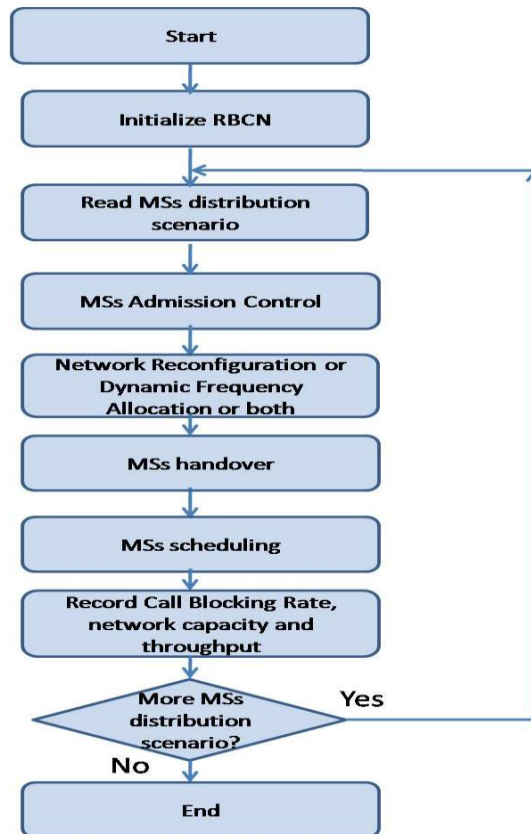 Start
Initialize RBCN
Read MSs distribution
scenario
MSs Admission Control
Network Reconfiguration or
Dynamic Frequency
Allocation or both
MSs handover
MSs scheduling
Record Call Blocking Rate,
network capacity and
throughput
More MSs
distribution
scenario?
Yes
No
End